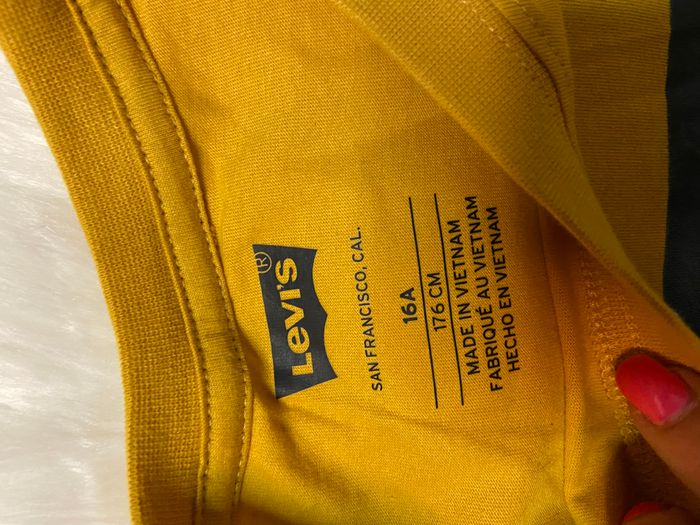 Levi's®
SAN FRANCISCO, CAL.
16A
176 CM
MADE IN VIETNAM
FABRIQUÉ AU VIETNAM
HECHO EN VIETNAM